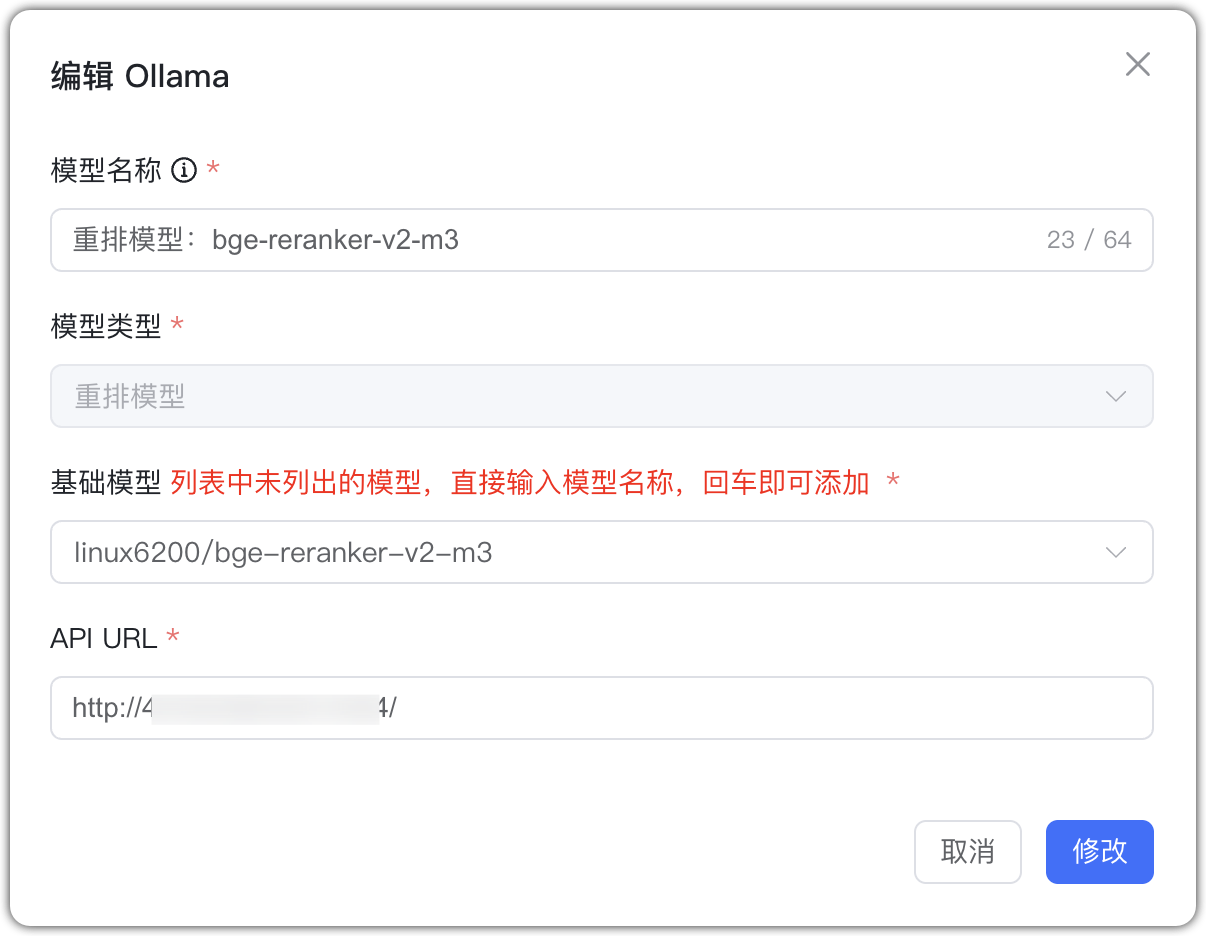 编辑 Ollama
模型名称 *
重排模型：bge-reranker-v2-m3 23 / 64
模型类型 *
重排模型
基础模型 列表中未列出的模型，直接输入模型名称，回车即可添加 *
linux6200/bge-reranker-v2-m3
API URL *
http://4 4/
取消 修改